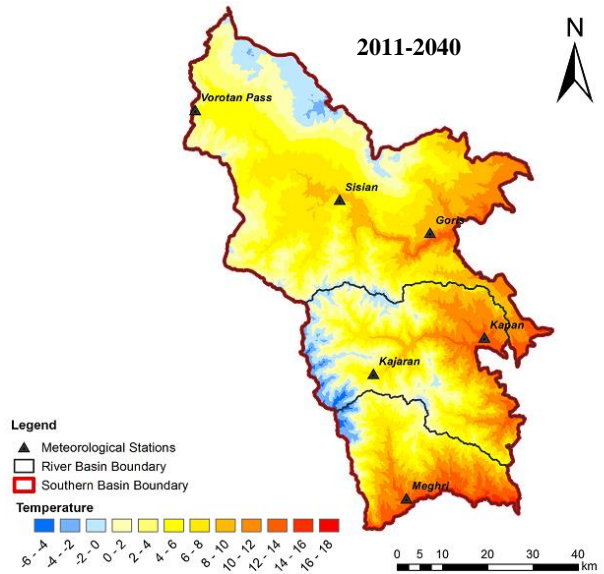 2011-2040
N
Vorotan Pass
Sisian
Goris
Kapan
Kajaran
Meghri
Legend
Meteorological Stations
River Basin Boundary
Southern Basin Boundary
Temperature
-6 - -4
-4 - -2
-2 - 0
0 - 2
2 - 4
4 - 6
6 - 8
8 - 10
10 - 12
12 - 14
14 - 16
16 - 18
0 5 10 20 30 40
km